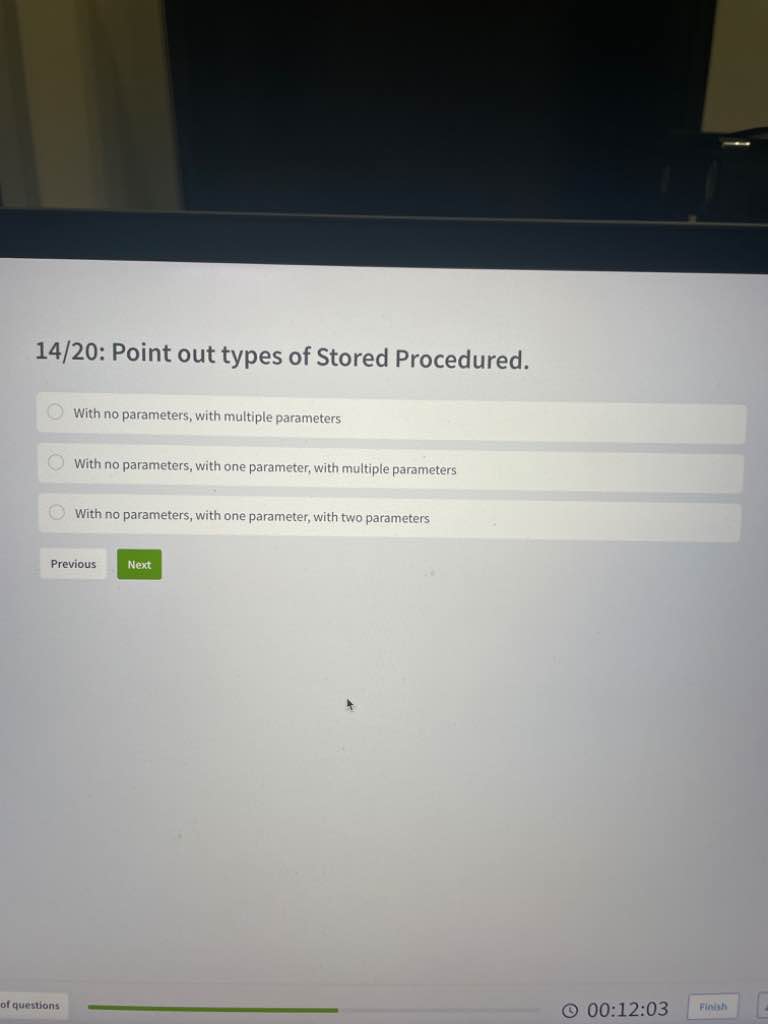 14/20: Point out types of Stored Procedured.
With no parameters, with multiple parameters
With no parameters, with one parameter, with multiple parameters
With no parameters, with one parameter, with two parameters
Previous Next
of questions 00:12:03 Finish